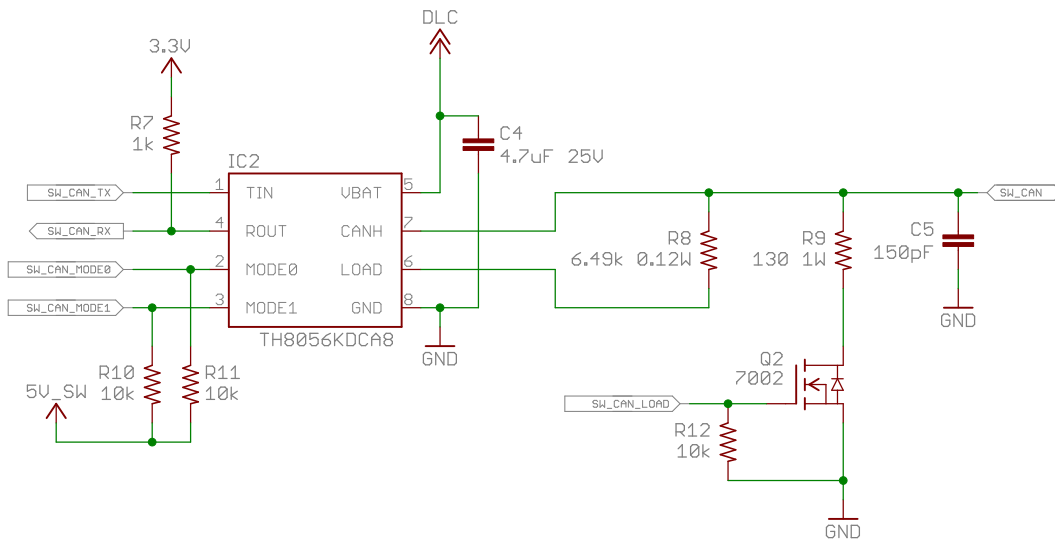 DLC
3.3V
R7
1k
C4
4.7uF 25V
IC2
SW_CAN_TX
1
TIN
VBAT
5
SW_CAN
SW_CAN_RX
4
ROUT
CANH
7
R8
6.49k 0.12W
R9
130 1W
C5
150pF
SW_CAN_MODE0
2
MODE0
LOAD
6
SW_CAN_MODE1
3
MODE1
GND
8
GND
TH8056KDCA8
GND
R10
10k
R11
10k
5V_SW
Q2
7002
SW_CAN_LOAD
R12
10k
GND